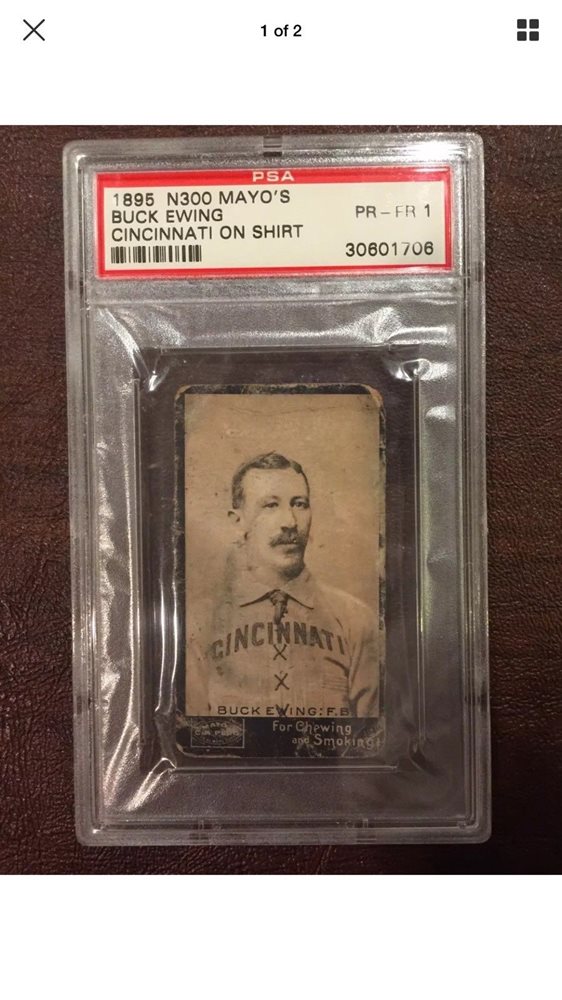 1 of 2
PSA
1895 N300 MAYO'S
BUCK EWING
PR-FR 1
CINCINNATI ON SHIRT
30601706
CINCINNATI
BUCK EWING: F.B
For Chewing
and Smoking